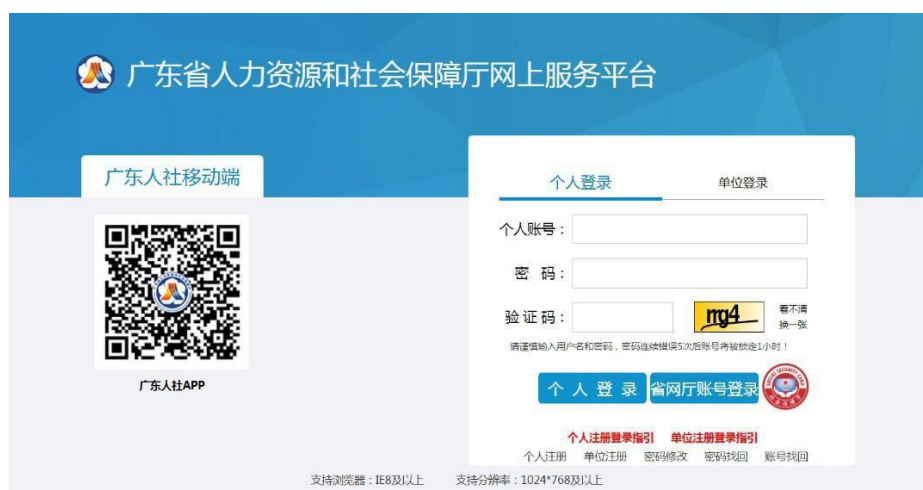 广东省人力资源和社会保障厅网上服务平台
广东人社移动端
广东人社APP
个人登录 单位登录
个人账号：
密 码：
验证码：
看不清
换一张
请谨慎输入用户名和密码，密码连续错误5次后账号将被锁定1小时！
个人登录 省网厅账号登录
个人注册登录指引 单位注册登录指引
个人注册 单位注册 密码修改 密码找回 账号找回
支持浏览器：IE8及以上 支持分辨率：1024*768及以上